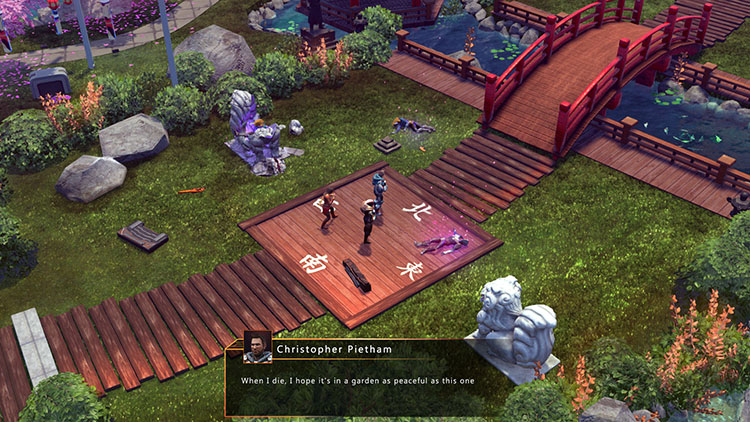 北
南
東
Christopher Pietham
When I die, I hope it's in a garden as peaceful as this one